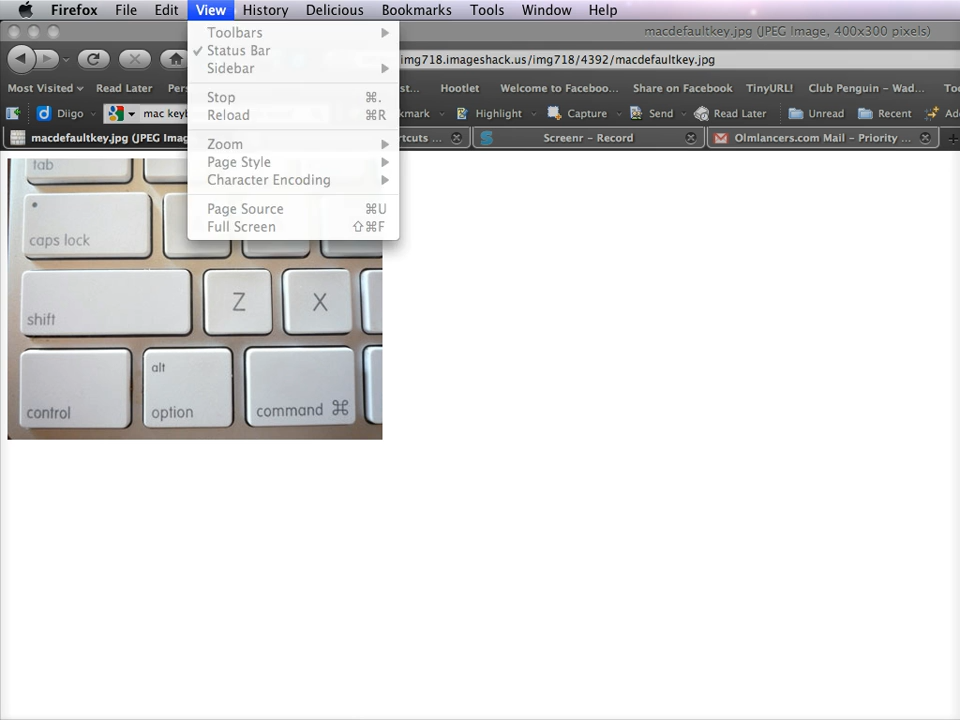 Firefox File Edit View History Delicious Bookmarks Tools Window Help
macdefaultkey.jpg (JPEG Image, 400x300 pixels)
img718.imageshack.us/img718/4392/macdefaultkey.jpg
Most Visited Read Later Hootlet Welcome to Faceboo... Share on Facebook TinyURL! Club Penguin – Wad...
Diigo mac Highlight Capture Send Read Later Unread Recent
macdefaultkey.jpg (JPEG Screenr – Record Olmlancers.com Mail – Priority ...
Toolbars
✓ Status Bar
Sidebar
Stop ⌘.
Reload ⌘R
Zoom
Page Style
Character Encoding
Page Source ⌘U
Full Screen ⇧⌘F
tab
caps lock
shift Z X
alt
control option command ⌘